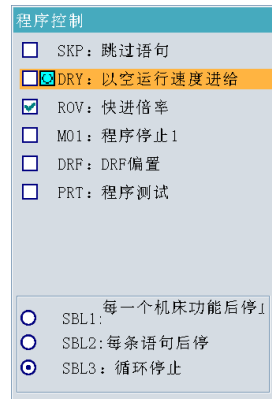 程序控制
SKP：跳过语句
DRY：以空运行速度进给
ROV：快进倍率
M01：程序停止1
DRF：DRF偏置
PRT：程序测试
每一个机床功能后停
SBL1:
SBL2:每条语句后停
SBL3：循环停止